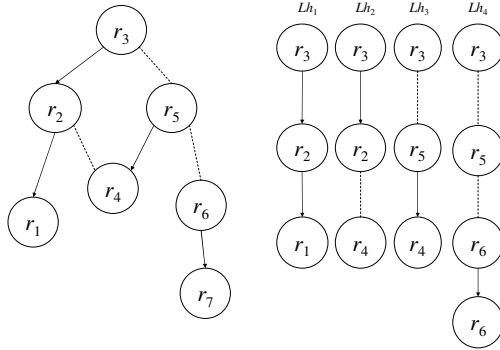 Lh₁ Lh₂ Lh₃ Lh₄
r₃ r₃ r₃ r₃ r₃
r₂ r₅
r₂ r₂ r₅ r₅
r₄
r₁ r₆
r₁ r₄ r₄ r₆
r₇
r₆